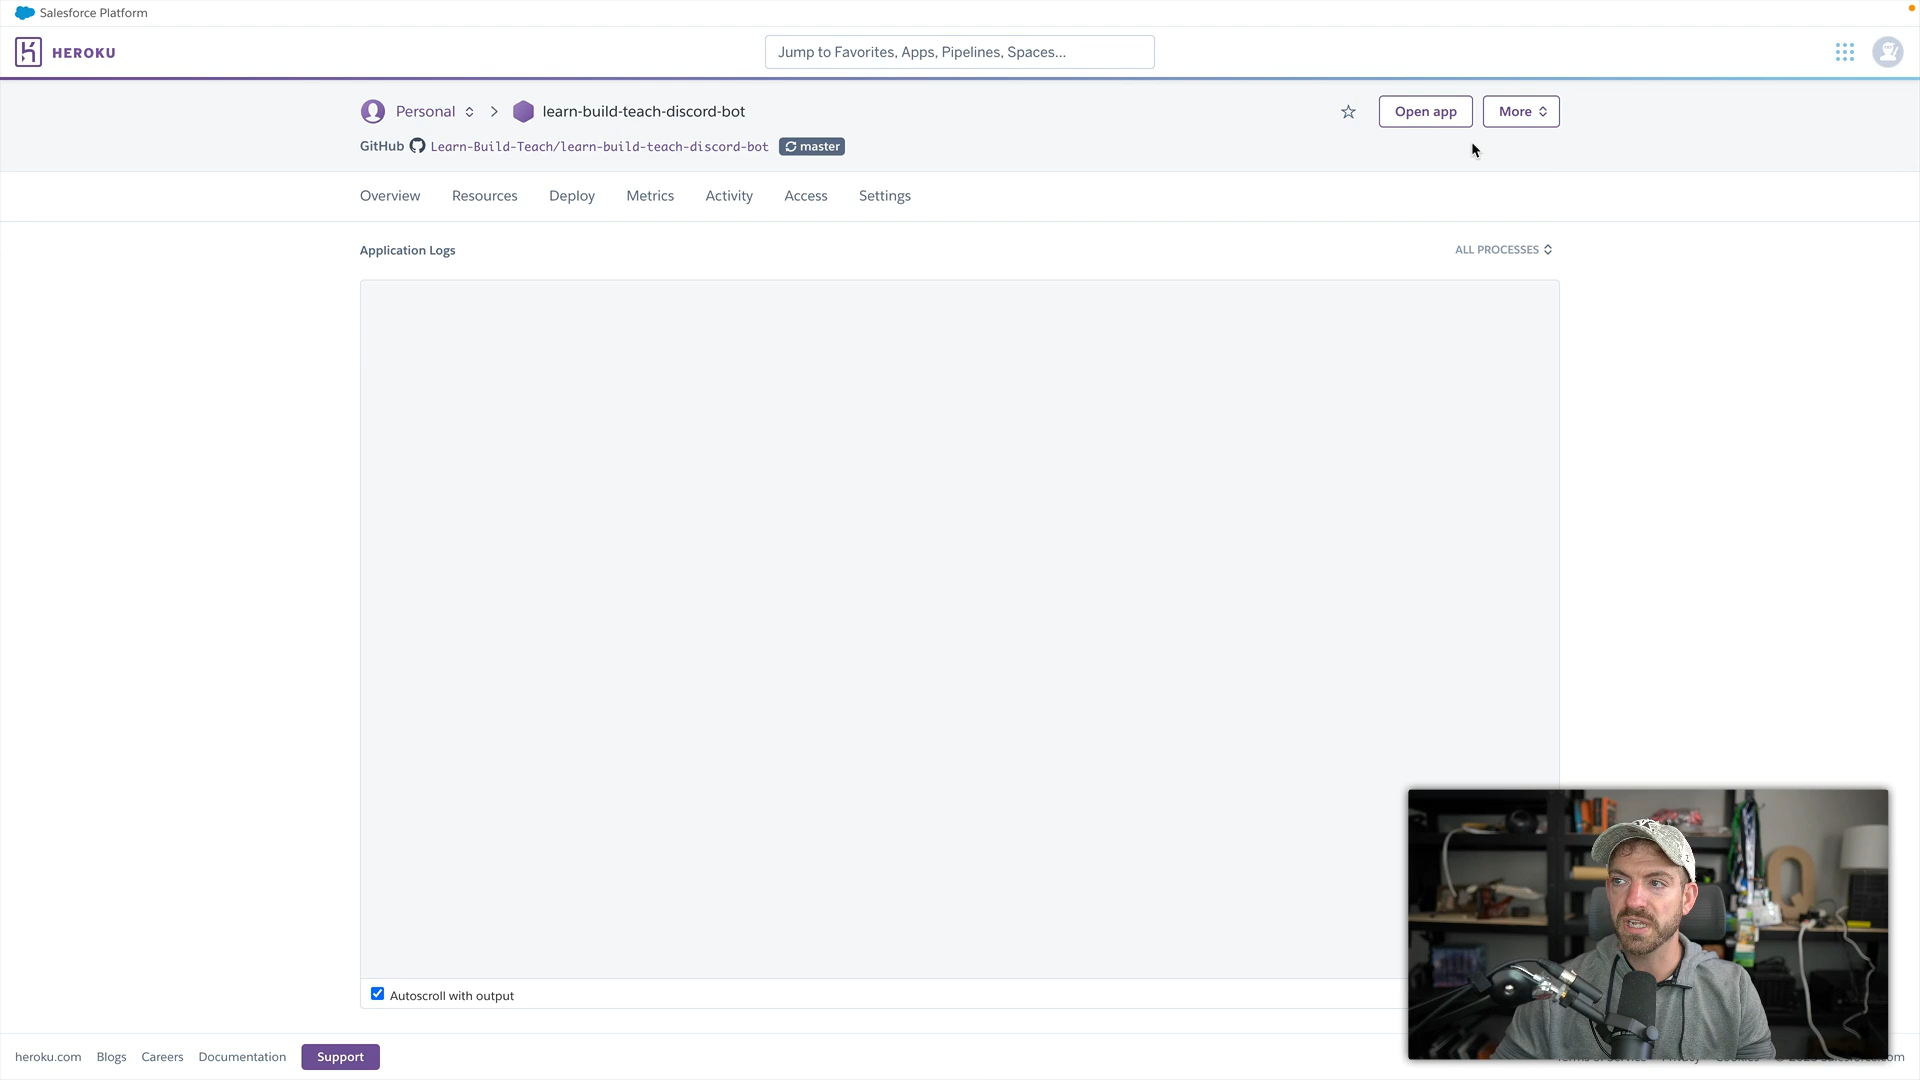 Salesforce Platform
HEROKU
Jump to Favorites, Apps, Pipelines, Spaces...
Personal
learn-build-teach-discord-bot
Open app
More
GitHub Learn-Build-Teach/learn-build-teach-discord-bot master
Overview
Resources
Deploy
Metrics
Activity
Access
Settings
Application Logs
ALL PROCESSES
Autoscroll with output
heroku.com
Blogs
Careers
Documentation
Support